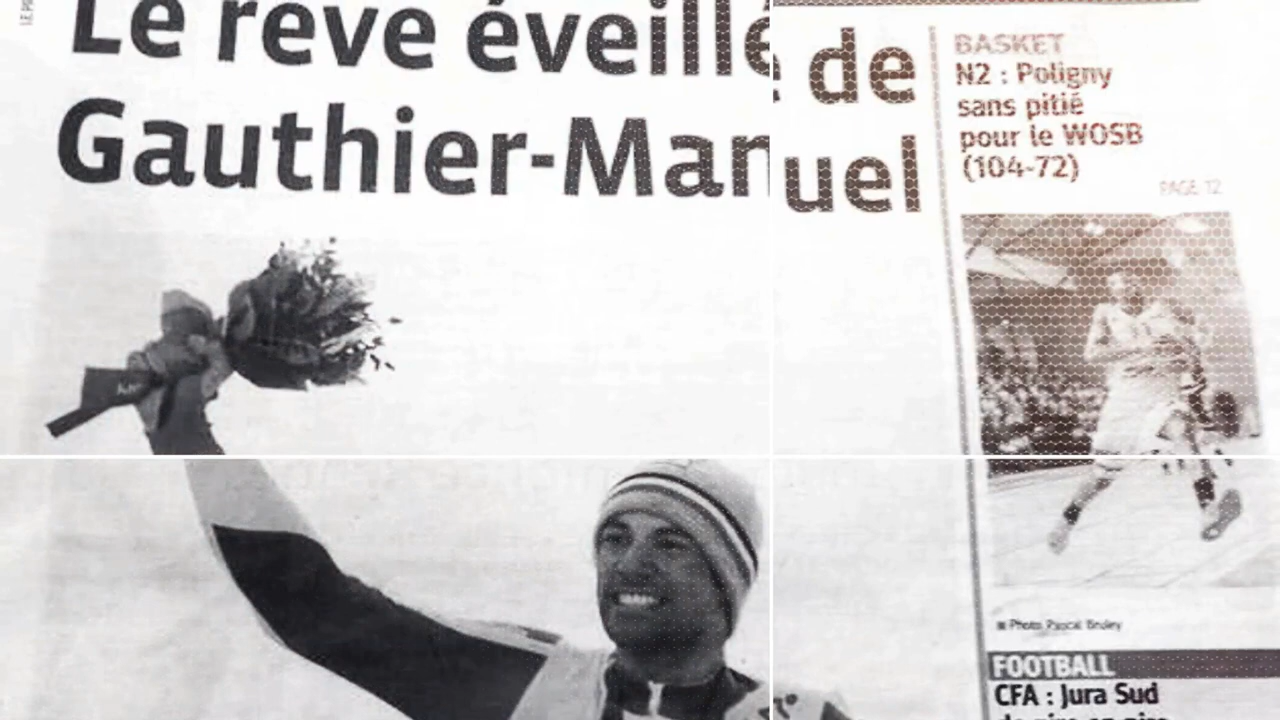 Le rêve éveillé de
Gauthier-Manuel
BASKET
N2 : Poligny
sans pitié
pour le WOSB
(104-72)
PAGE 12
Photo Pascal Bruley
FOOTBALL
CFA : Jura Sud